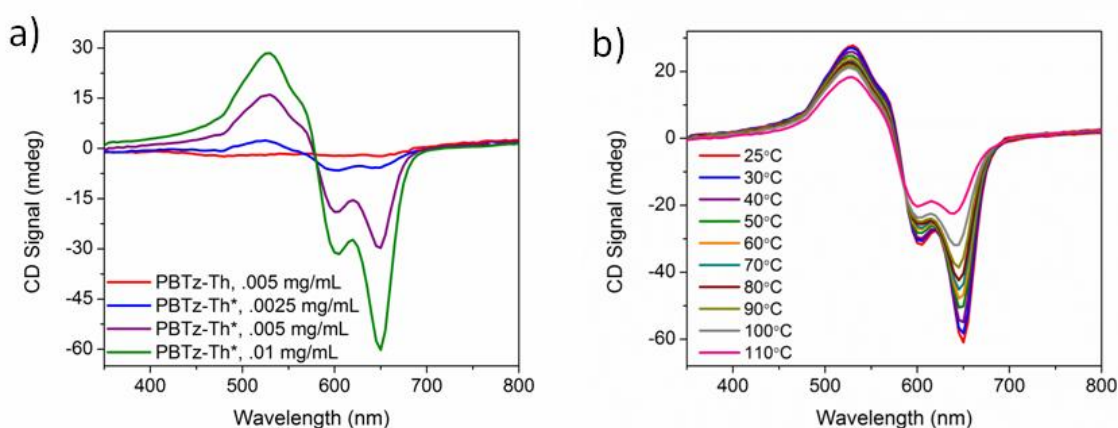 a)
CD Signal (mdeg)
30
15
0
-15
-30
-45
-60
PBTz-Th, .005 mg/mL
PBTz-Th*, .0025 mg/mL
PBTz-Th*, .005 mg/mL
PBTz-Th*, .01 mg/mL
400 500 600 700 800
Wavelength (nm)
b)
CD Signal (mdeg)
20
0
-20
-40
-60
25°C
30°C
40°C
50°C
60°C
70°C
80°C
90°C
100°C
110°C
400 500 600 700 800
Wavelength (nm)